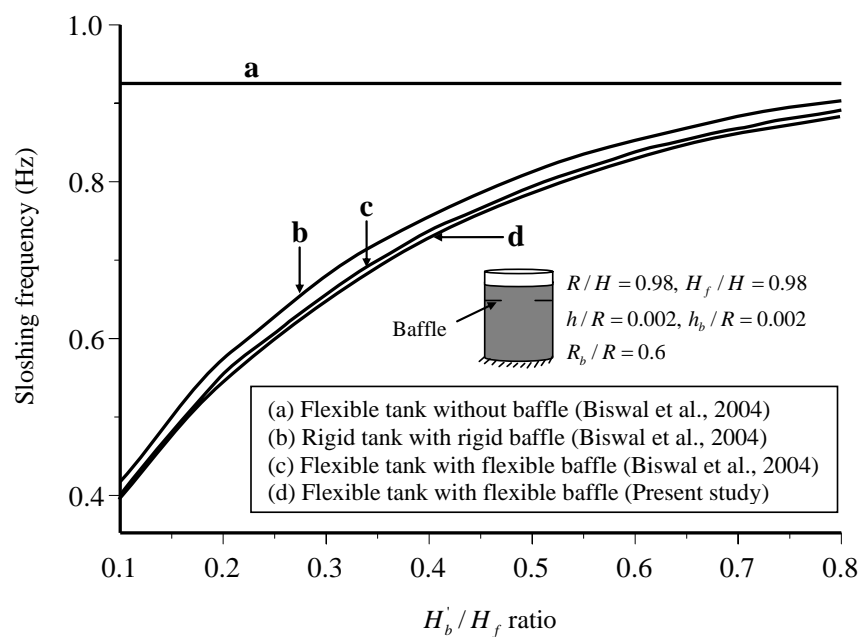 1.0
0.8
0.6
0.4
Sloshing frequency (Hz)
a
b
c
d
Baffle
R/H = 0.98, H_f/H = 0.98
h/R = 0.002, h_b/R = 0.002
R_b/R = 0.6
(a) Flexible tank without baffle (Biswal et al., 2004)
(b) Rigid tank with rigid baffle (Biswal et al., 2004)
(c) Flexible tank with flexible baffle (Biswal et al., 2004)
(d) Flexible tank with flexible baffle (Present study)
0.1 0.2 0.3 0.4 0.5 0.6 0.7 0.8
H_b'/H_f ratio